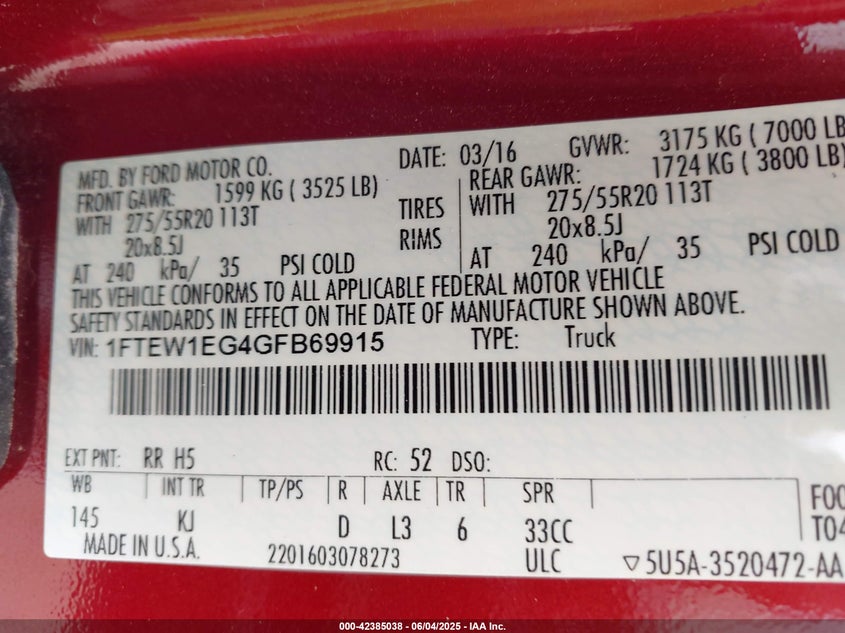 MFD. BY FORD MOTOR CO. DATE: 03/16 GVWR: 3175 KG ( 7000 LB
FRONT GAWR: 1599 KG ( 3525 LB) REAR GAWR: 1724 KG ( 3800 LB)
WITH 275/55R20 113T TIRES WITH 275/55R20 113T
20x8.5J RIMS 20x8.5J
AT 240 kPa/ 35 PSI COLD AT 240 kPa/ 35 PSI COLD
THIS VEHICLE CONFORMS TO ALL APPLICABLE FEDERAL MOTOR VEHICLE
SAFETY STANDARDS IN EFFECT ON THE DATE OF MANUFACTURE SHOWN ABOVE.
VIN: 1FTEW1EG4GFB69915 TYPE: Truck
EXT PNT: RR H5 RC: 52 DSO:
WB INT TR TP/PS R AXLE TR SPR
145 KJ D L3 6 33CC
MADE IN U.S.A. 2201603078273 ULC ▽5U5A-3520472-AA
000-42385038 - 06/04/2025 - IAA Inc.